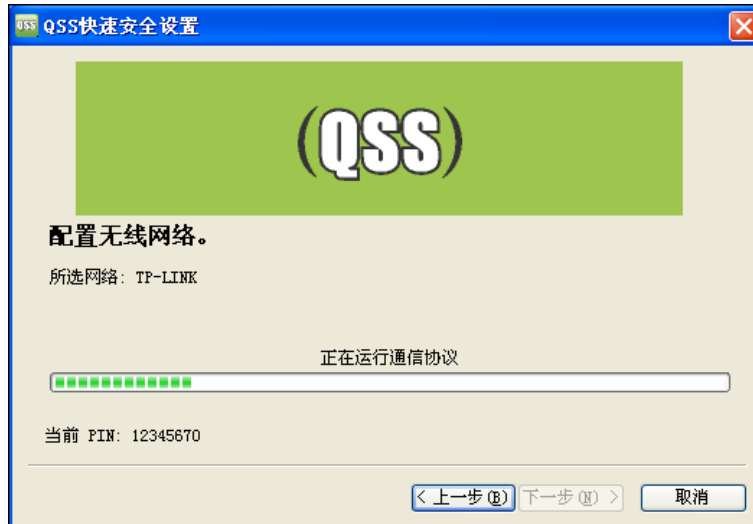 QSS QSS快速安全设置
(QSS)
配置无线网络。
所选网络: TP-LINK
正在运行通信协议
当前 PIN: 12345670
< 上一步(B) 下一步(N) > 取消